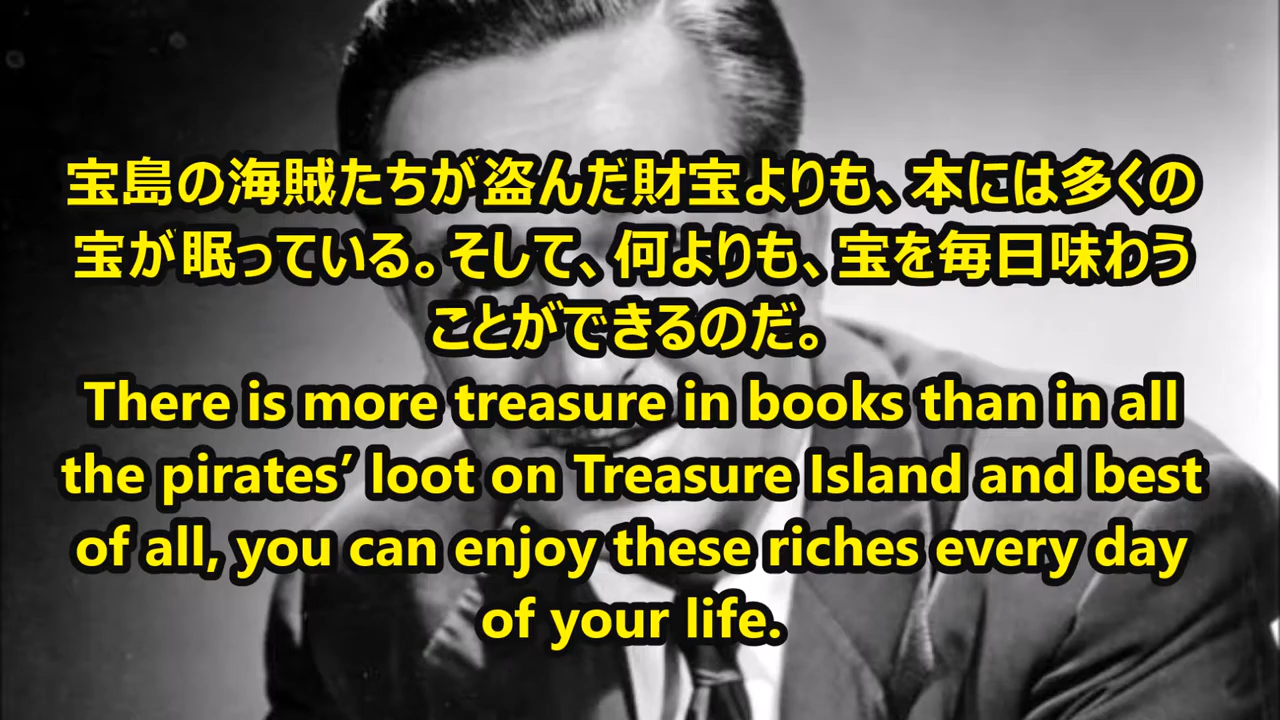 宝島の海賊たちが盗んだ財宝よりも、本には多くの
宝が眠っている。そして、何よりも、宝を毎日味わう
ことができるのだ。
There is more treasure in books than in all
the pirates’ loot on Treasure Island and best
of all, you can enjoy these riches every day
of your life.